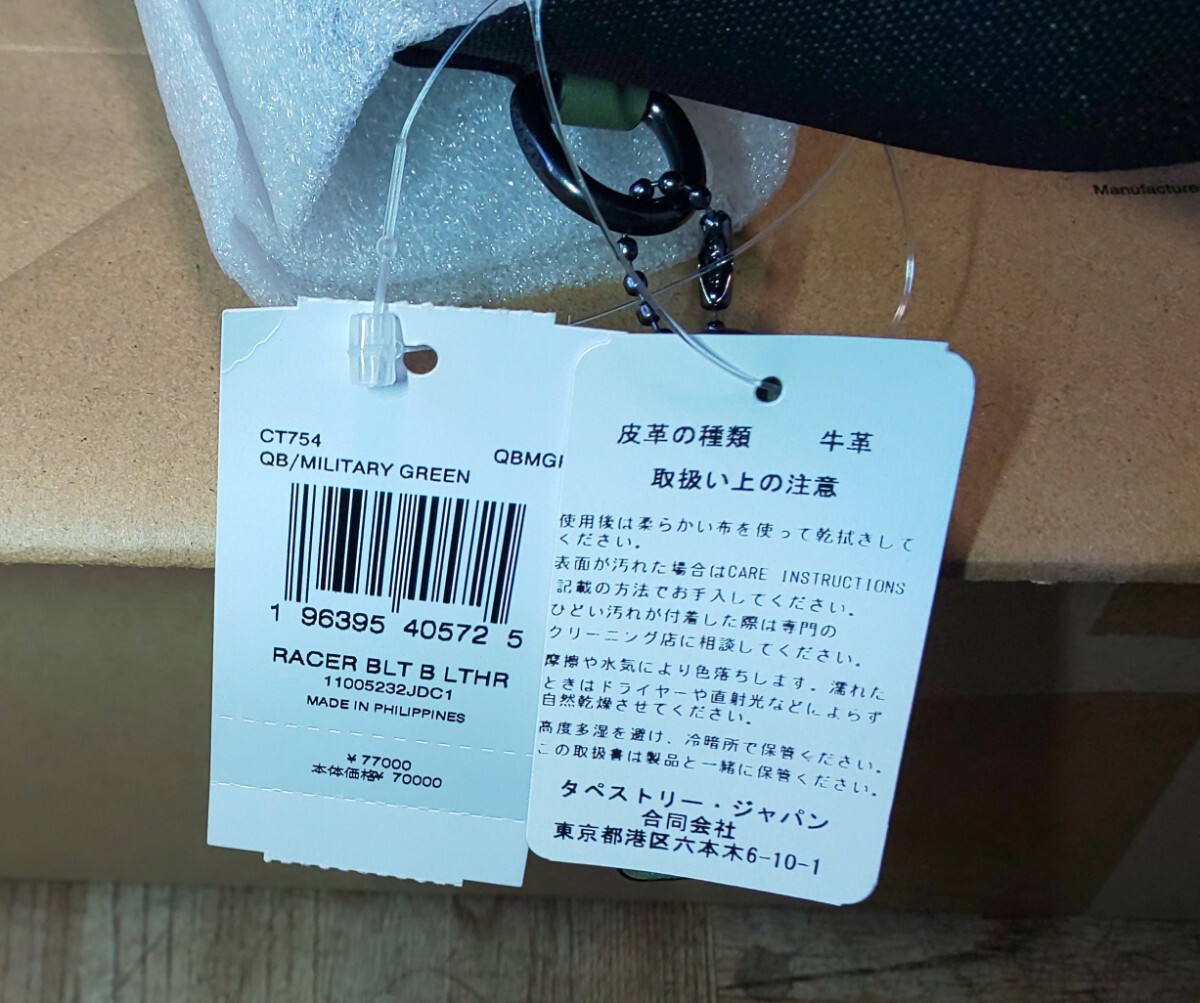 Manufacture
CT754
QB/MILITARY GREEN
QBMG
1 96395 40572 5
RACER BLT B LTHR
11005232JDC1
MADE IN PHILIPPINES
¥77000
本体価格¥ 70000
皮革の種類 牛革
取扱い上の注意
使用後は柔らかい布を使って乾拭きして
ください。
表面が汚れた場合はCARE INSTRUCTIONS
記載の方法でお手入してください。
ひどい汚れが付着した際は専門の
クリーニング店に相談してください。
摩擦や水気により色落ちします。濡れた
ときはドライヤーや直射光などによらず
自然乾燥させてください。
高度多湿を避け、冷暗所で保管ください。
この取扱書は製品と一緒に保管ください。
タペストリー・ジャパン
合同会社
東京都港区六本木6-10-1